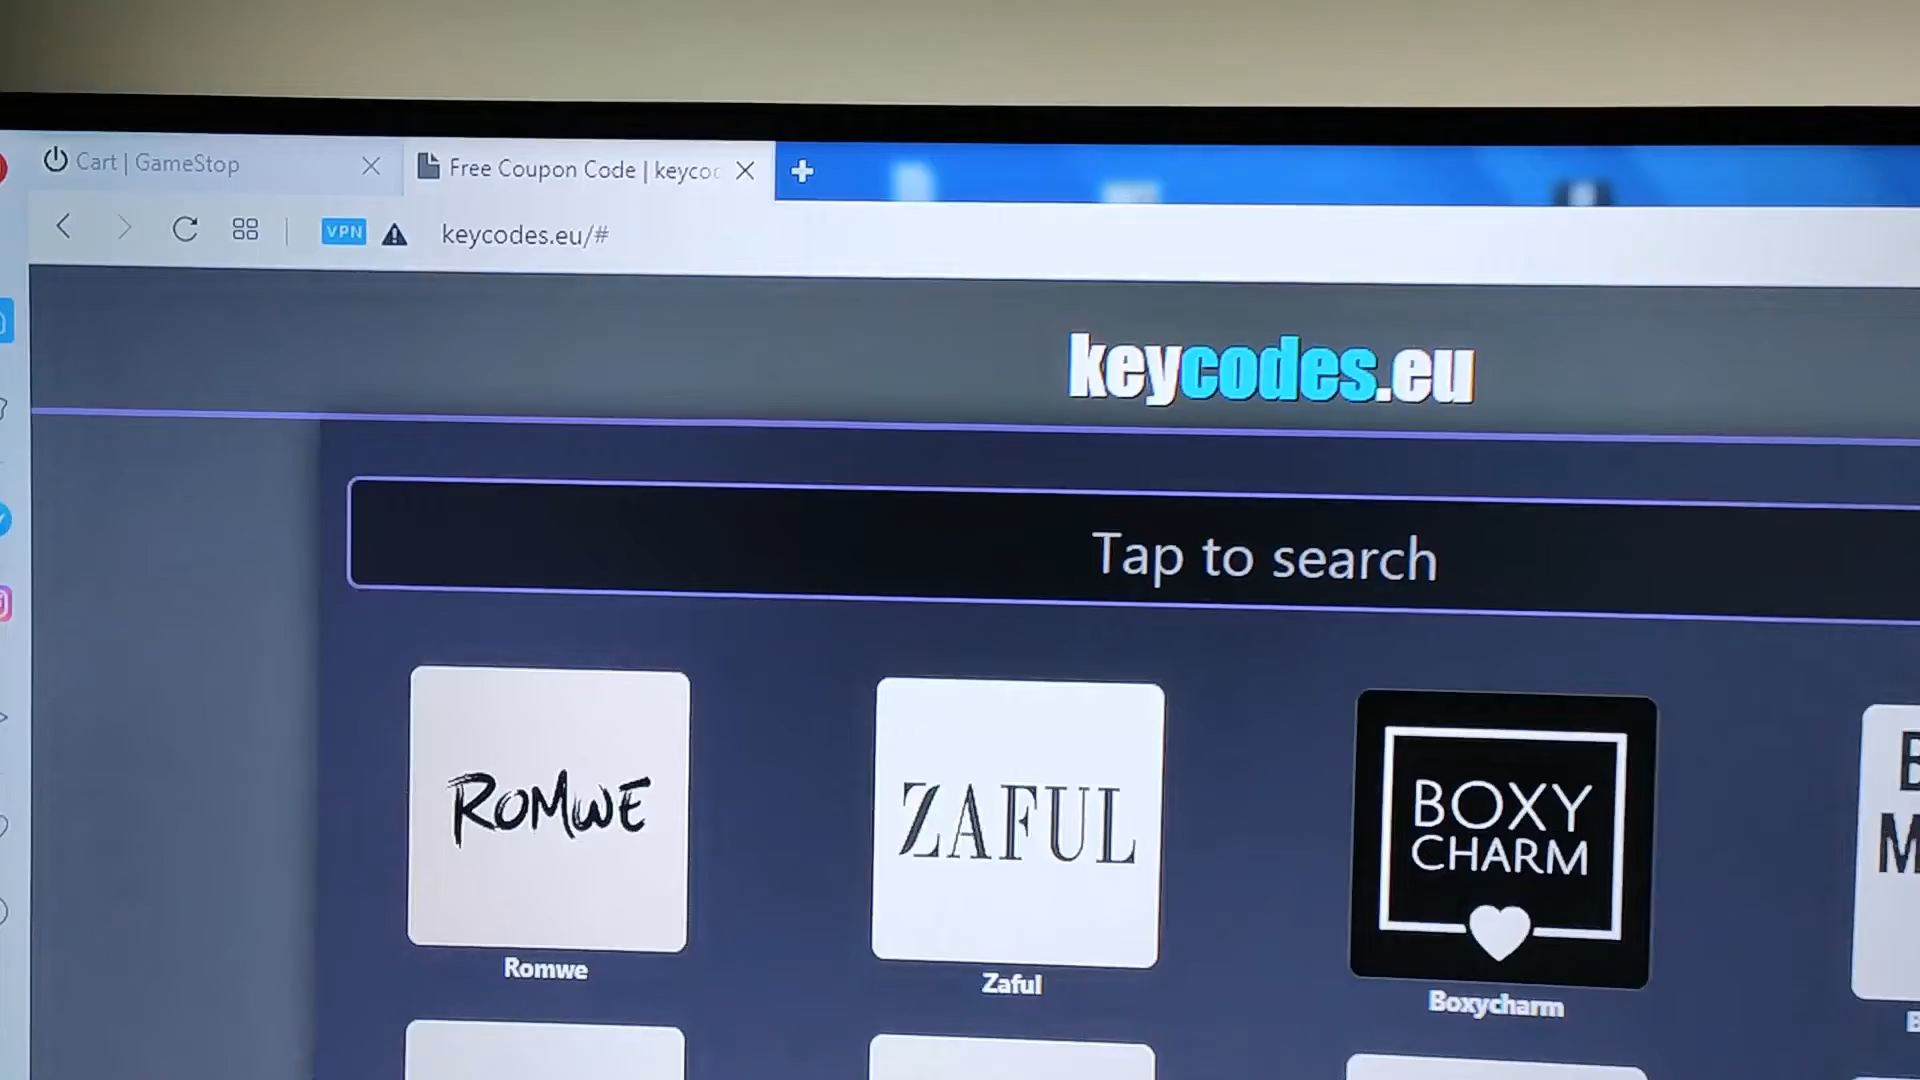 Cart | GameStop
Free Coupon Code | keyco
VPN
keycodes.eu/#
keycodes.eu
Tap to search
ROMWE
ZAFUL
BOXY
CHARM
Romwe
Zaful
Boxycharm